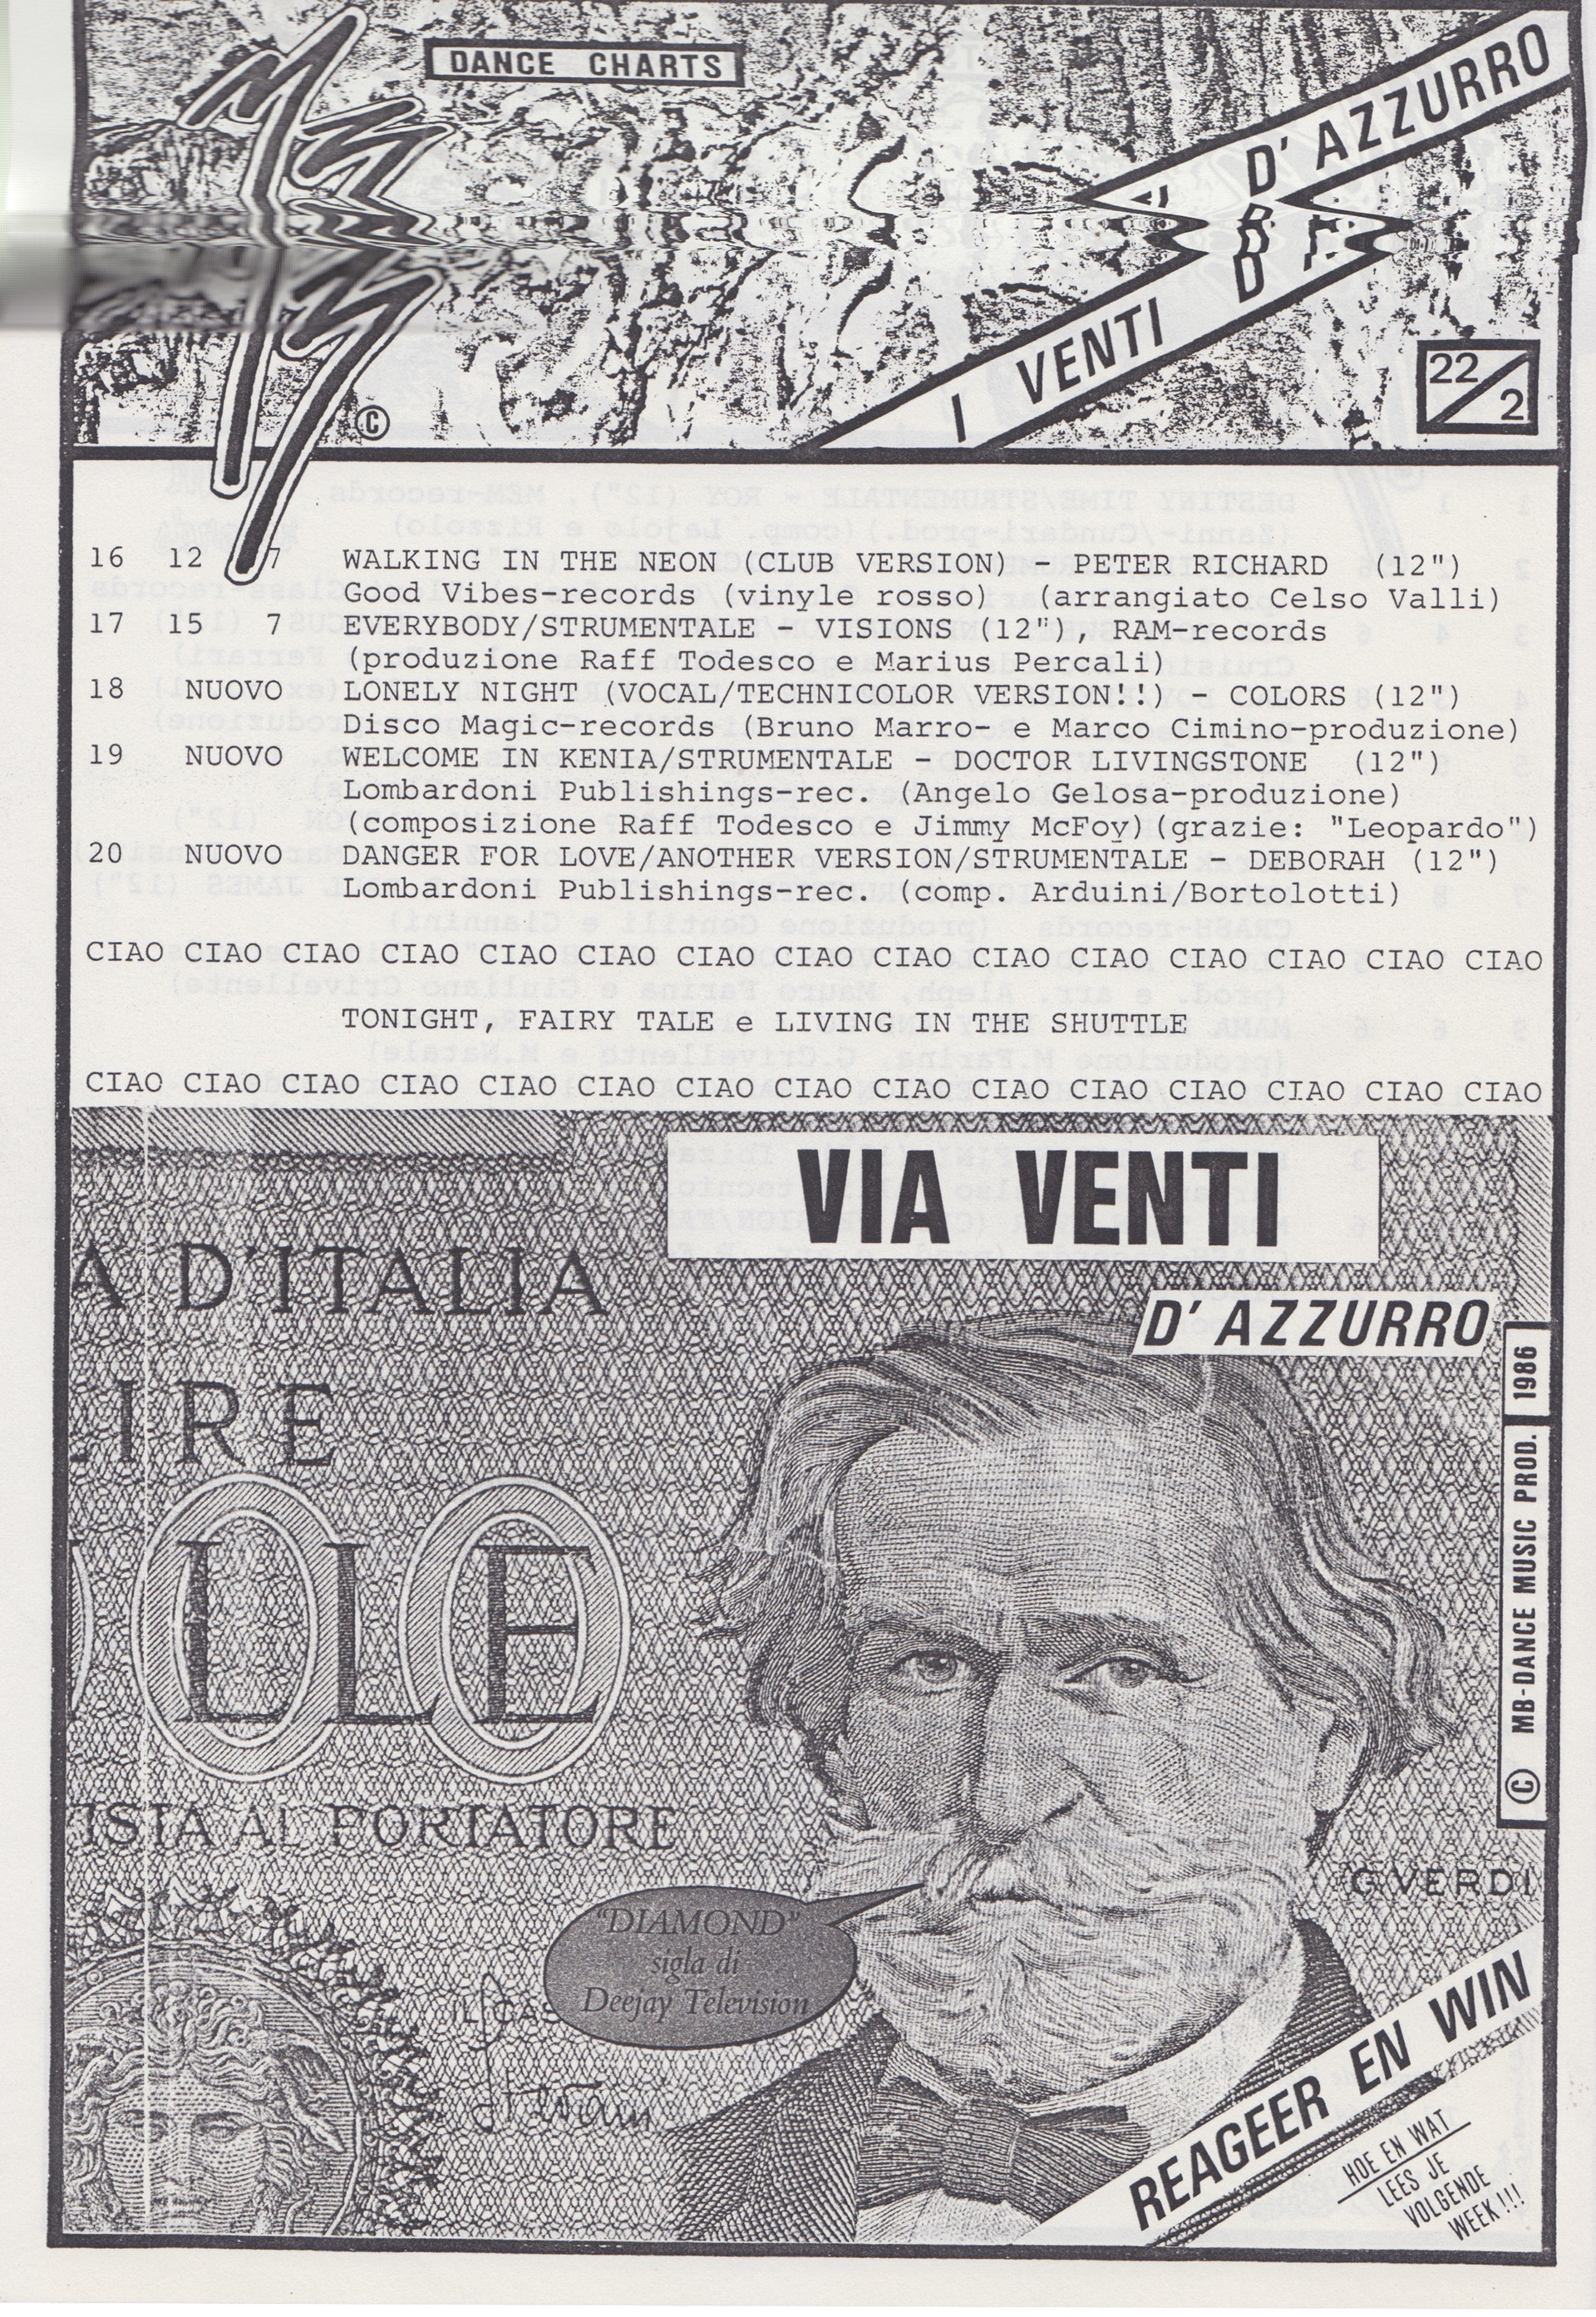 DANCE CHARTS
I VENTI D'AZZURRO
22/2
©
16 12 7 WALKING IN THE NEON (CLUB VERSION) - PETER RICHARD (12")
Good Vibes-records (vinyle rosso) (arrangiato Celso Valli)
17 15 7 EVERYBODY/STRUMENTALE - VISIONS (12"), RAM-records
(produzione Raff Todesco e Marius Percali)
18 NUOVO LONELY NIGHT (VOCAL/TECHNICOLOR VERSION!!) - COLORS (12")
Disco Magic-records (Bruno Marro- e Marco Cimino-produzione)
19 NUOVO WELCOME IN KENIA/STRUMENTALE - DOCTOR LIVINGSTONE (12")
Lombardoni Publishings-rec. (Angelo Gelosa-produzione)
(composizione Raff Todesco e Jimmy McFoy)(grazie: "Leopardo")
20 NUOVO DANGER FOR LOVE/ANOTHER VERSION/STRUMENTALE - DEBORAH (12")
Lombardoni Publishings-rec. (comp. Arduini/Bortolotti)
CIAO CIAO CIAO CIAO CIAO CIAO CIAO CIAO CIAO CIAO CIAO CIAO CIAO CIAO CIAO
TONIGHT, FAIRY TALE e LIVING IN THE SHUTTLE
CIAO CIAO CIAO CIAO CIAO CIAO CIAO CIAO CIAO CIAO CIAO CIAO CIAO CIAO CIAO
VIA VENTI
D'AZZURRO
A D'ITALIA
LIRE
© MB-DANCE MUSIC PROD. 1986
VISTA AL PORTATORE
G.VERDI
"DIAMOND"
sigla di
Deejay Television
REAGEER EN WIN
HOE EN WAT
LEES JE
VOLGENDE
WEEK!!!